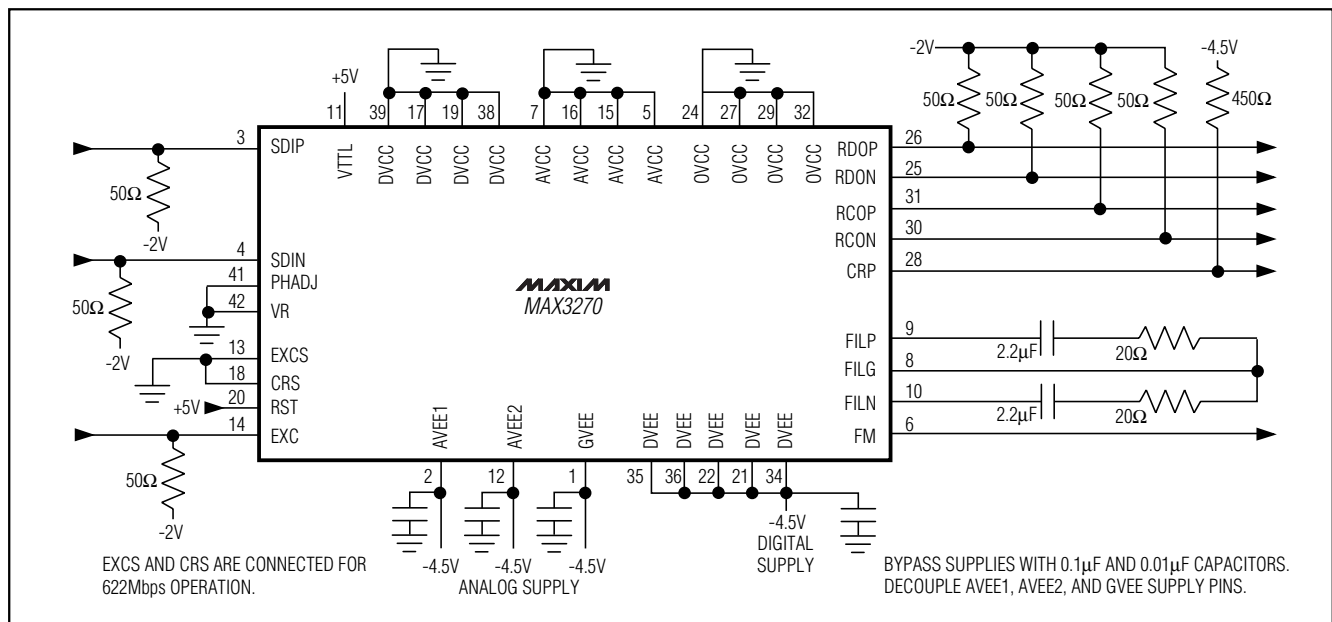 -2V
-4.5V
+5V
50Ω
50Ω
50Ω
50Ω
450Ω
11
39
17
19
38
7
16
15
5
24
27
29
32
VTTL
DVCC
DVCC
DVCC
DVCC
AVCC
AVCC
AVCC
AVCC
OVCC
OVCC
OVCC
OVCC
3
SDIP
50Ω
-2V
4
SDIN
50Ω
-2V
41
PHADJ
42
VR
13
EXCS
18
CRS
+5V
20
RST
14
EXC
50Ω
-2V
MAXIM
MAX3270
RDOP
26
RDON
25
RCOP
31
RCON
30
CRP
28
FILP
9
2.2µF
20Ω
FILG
8
FILN
10
2.2µF
20Ω
FM
6
AVEE1
AVEE2
GVEE
DVEE
DVEE
DVEE
DVEE
DVEE
2
12
1
35
36
22
21
34
-4.5V
-4.5V
-4.5V
ANALOG SUPPLY
-4.5V
DIGITAL
SUPPLY
EXCS AND CRS ARE CONNECTED FOR
622Mbps OPERATION.
BYPASS SUPPLIES WITH 0.1µF AND 0.01µF CAPACITORS.
DECOUPLE AVEE1, AVEE2, AND GVEE SUPPLY PINS.